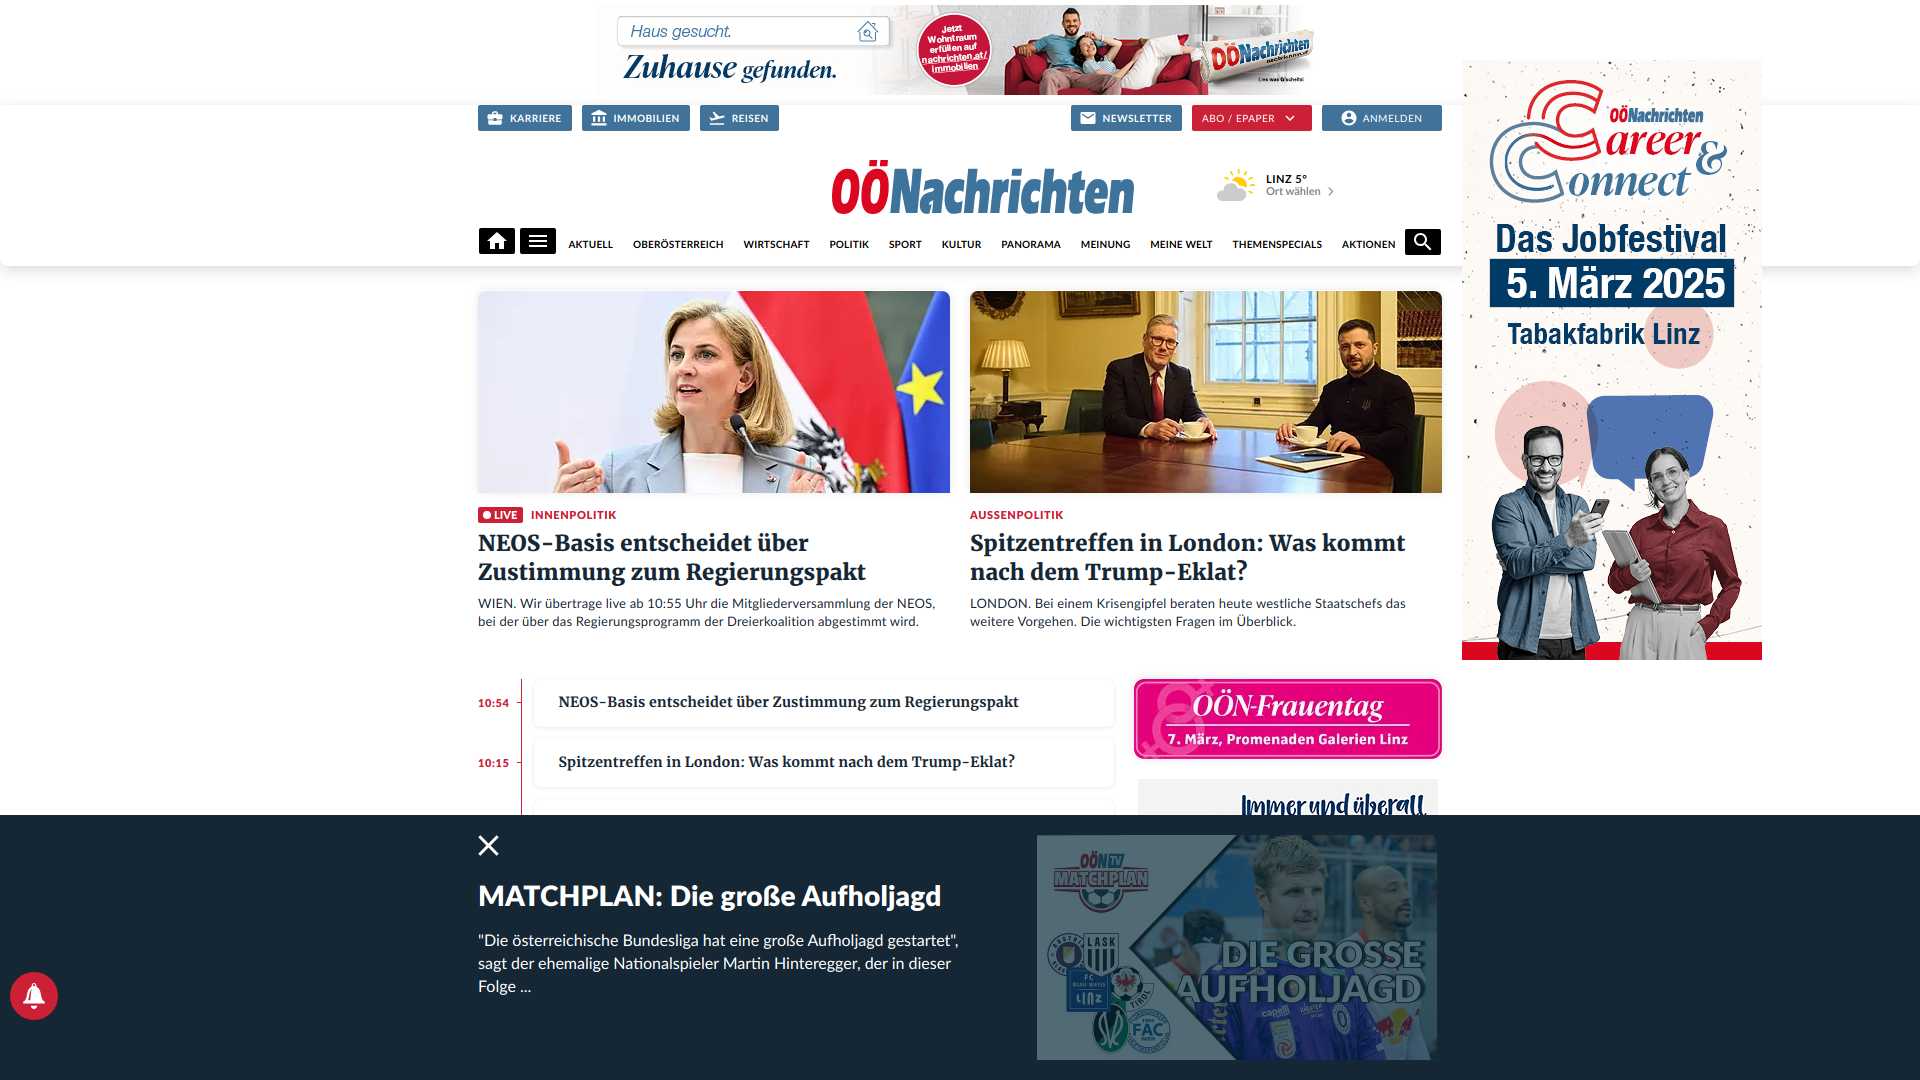 Haus gesucht.
Zuhause gefunden.
Jetzt
Wohntraum
erfüllen auf
nachrichten.at/
immobilien
OÖNachrichten
Lies was G'scheits!
KARRIERE
IMMOBILIEN
REISEN
NEWSLETTER
ABO / EPAPER
ANMELDEN
OÖNachrichten
LINZ 5°
Ort wählen
AKTUELL
OBERÖSTERREICH
WIRTSCHAFT
POLITIK
SPORT
KULTUR
PANORAMA
MEINUNG
MEINE WELT
THEMENSPECIALS
AKTIONEN
OÖNachrichten
Career &
Connect
Das Jobfestival
5. März 2025
Tabakfabrik Linz
LIVE INNENPOLITIK
NEOS-Basis entscheidet über
Zustimmung zum Regierungspakt
WIEN. Wir übertrage live ab 10:55 Uhr die Mitgliederversammlung der NEOS,
bei der über das Regierungsprogramm der Dreierkoalition abgestimmt wird.
AUSSENPOLITIK
Spitzentreffen in London: Was kommt
nach dem Trump-Eklat?
LONDON. Bei einem Krisengipfel beraten heute westliche Staatschefs das
weitere Vorgehen. Die wichtigsten Fragen im Überblick.
10:54 NEOS-Basis entscheidet über Zustimmung zum Regierungspakt
10:15 Spitzentreffen in London: Was kommt nach dem Trump-Eklat?
OÖN-Frauentag
7. März, Promenaden Galerien Linz
Immer und überall
MATCHPLAN: Die große Aufholjagd
"Die österreichische Bundesliga hat eine große Aufholjagd gestartet",
sagt der ehemalige Nationalspieler Martin Hinteregger, der in dieser
Folge ...
OÖN TV
MATCHPLAN
LASK
FC
BLAU WEISS
LINZ
TIROL
FAC
DIE GROSSE
AUFHOLJAGD
capelli